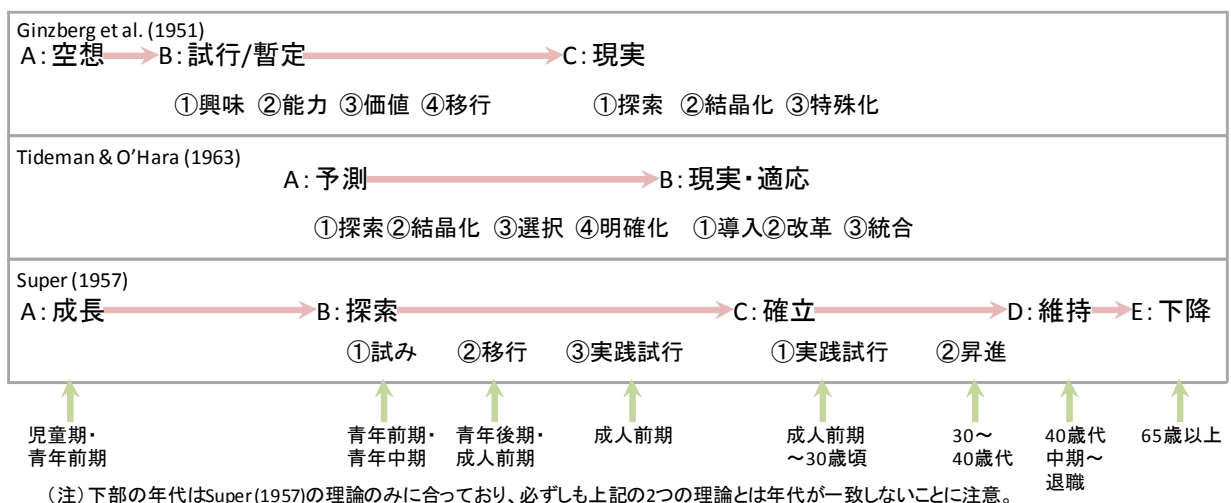 Ginzberg et al. (1951)
A:空想 B:試行/暫定 C:現実
①興味 ②能力 ③価値 ④移行 ①探索 ②結晶化 ③特殊化
Tideman & O'Hara (1963)
A:予測 B:現実・適応
①探索②結晶化 ③選択 ④明確化 ①導入②改革 ③統合
Super (1957)
A:成長 B:探索 C:確立 D:維持 E:下降
①試み ②移行 ③実践試行 ①実践試行 ②昇進
児童期・
青年前期
青年前期・
青年中期
青年後期・
成人前期
成人前期
成人前期
～30歳頃
30～
40歳代
40歳代
中期～
退職
65歳以上
(注)下部の年代はSuper(1957)の理論のみに合っており、必ずしも上記の2つの理論とは年代が一致しないことに注意。